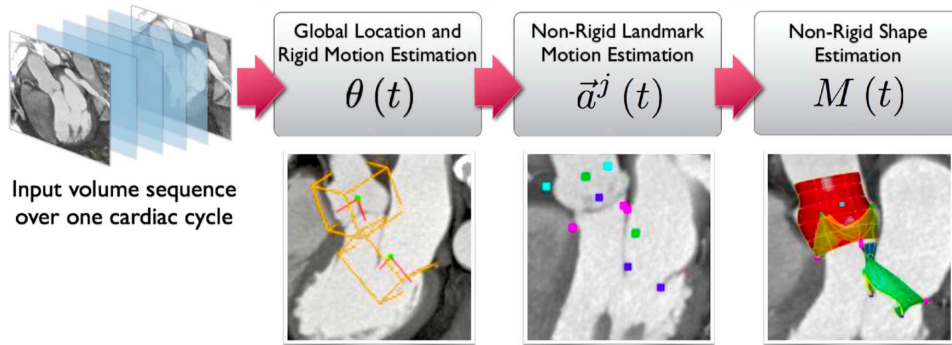 Global Location and
Rigid Motion Estimation
θ (t)
Non-Rigid Landmark
Motion Estimation
a⃗ʲ (t)
Non-Rigid Shape
Estimation
M (t)
Input volume sequence
over one cardiac cycle